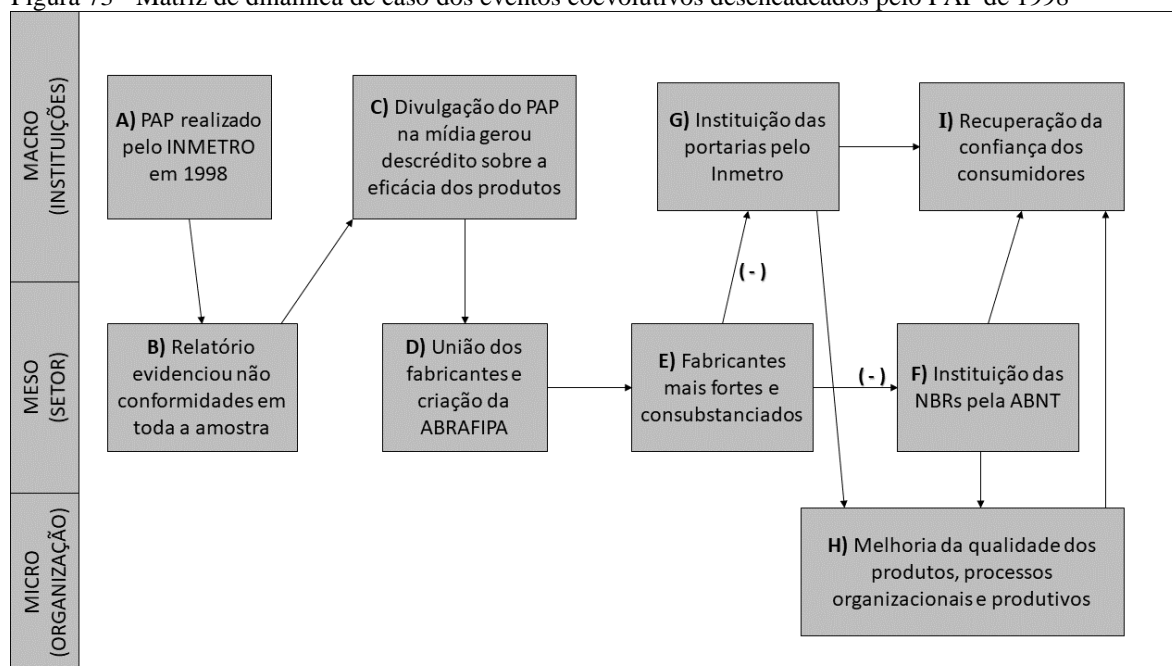 Figura 73 - Matriz de dinâmica de caso dos eventos coevolutivos desencadeados pelo PAP de 1998
MACRO
(INSTITUIÇÕES)
A) PAP realizado
pelo INMETRO
em 1998
C) Divulgação do PAP
na mídia gerou
descrédito sobre a
eficácia dos produtos
G) Instituição das
portarias pelo
Inmetro
I) Recuperação da
confiança dos
consumidores
( - )
MESO
(SETOR)
B) Relatório
evidenciou não
conformidades em
toda a amostra
D) União dos
fabricantes e
criação da
ABRAFIPA
E) Fabricantes
mais fortes e
consubstanciados
( - )
F) Instituição das
NBRs pela ABNT
MICRO
(ORGANIZAÇÃO)
H) Melhoria da qualidade dos
produtos, processos
organizacionais e produtivos